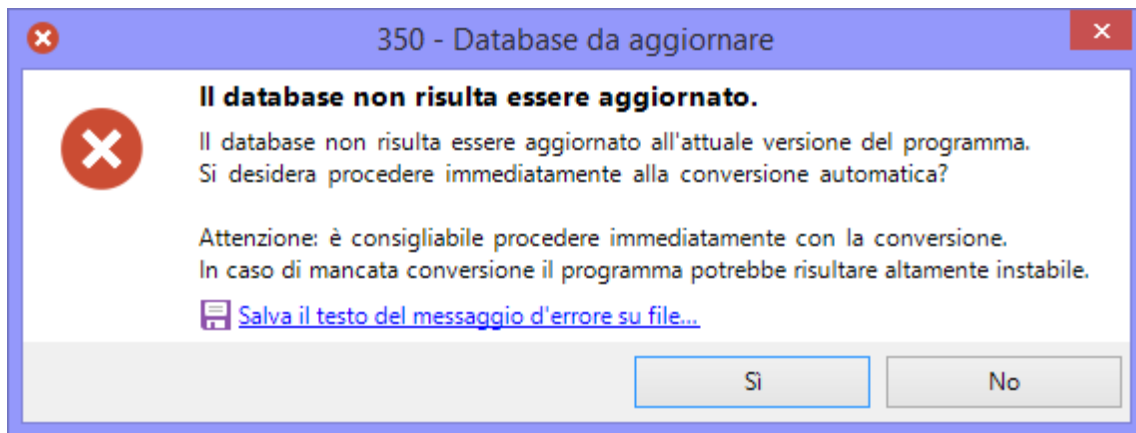 350 - Database da aggiornare
Il database non risulta essere aggiornato.
Il database non risulta essere aggiornato all'attuale versione del programma.
Si desidera procedere immediatamente alla conversione automatica?
Attenzione: è consigliabile procedere immediatamente con la conversione.
In caso di mancata conversione il programma potrebbe risultare altamente instabile.
Salva il testo del messaggio d'errore su file...
Sì
No